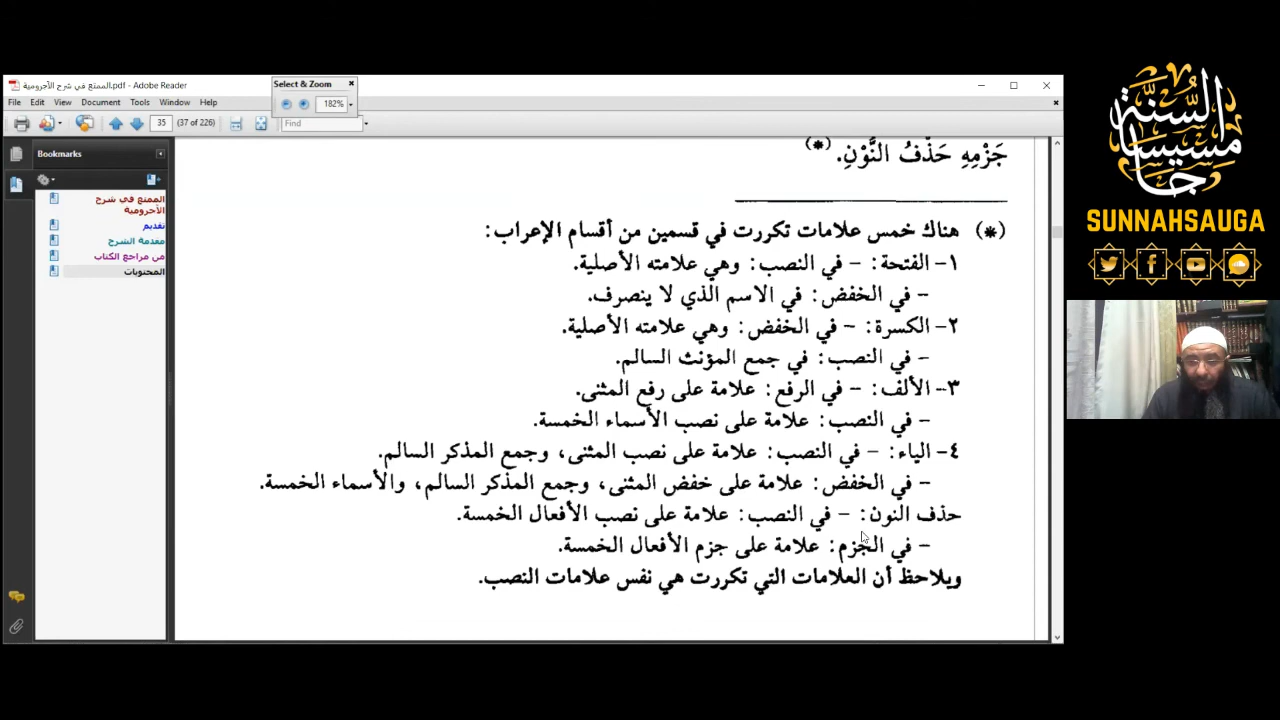 الممتع في شرح الآجرومية.pdf - Adobe Reader
File Edit View Document Tools Window Help
Select & Zoom
182%
35 (37 of 226)
Find
Bookmarks
الممتع في شرح
الآجرومية
تقديم
مقدمة الشرح
من مراجع الكتاب
المحتويات
جَزْمِهِ حَذْفُ النُّوْنِ.(*)
(*) هناك خمس علامات تكررت في قسمين من أقسام الإعراب:
١- الفتحة: - في النصب: وهي علامته الأصلية.
- في الخفض: في الاسم الذي لا ينصرف.
٢- الكسرة: - في الخفض: وهي علامته الأصلية.
- في النصب: في جمع المؤنث السالم.
٣- الألف: - في الرفع: علامة على رفع المثنى.
- في النصب: علامة على نصب الأسماء الخمسة.
٤- الياء: - في النصب: علامة على نصب المثنى، وجمع المذكر السالم.
- في الخفض: علامة على خفض المثنى، وجمع المذكر السالم، والأسماء الخمسة.
حذف النون: - في النصب: علامة على نصب الأفعال الخمسة.
- في الجزم: علامة على جزم الأفعال الخمسة.
ويلاحظ أن العلامات التي تكررت هي نفس علامات النصب.
السُّنَّة
مسيساجا
SUNNAHSAUGA